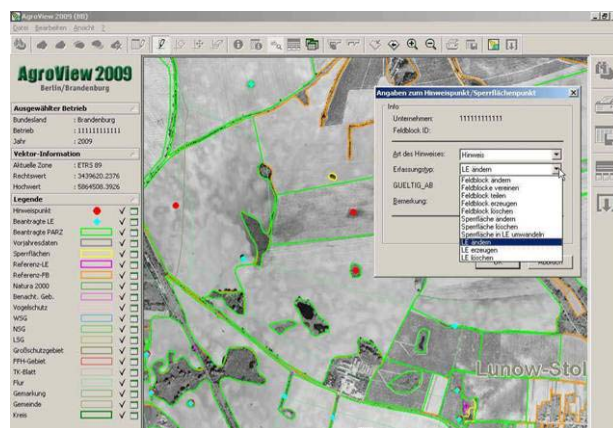 AgroView 2009 (ME)
Datei Bearbeiten Ansicht ?
AgroView 2009
Berlin/Brandenburg
Ausgewählter Betrieb
Bundesland : Brandenburg
Betrieb : 111111111111
Jahr : 2009
Vektor-Information
Aktuelle Zone : ETRS 89
Rechtswert : 3439620.2376
Hochwert : 5864508.3926
Legende
Hinweispunkt
Beantragte LE
Beantragte PARZ
Vorjahresdaten
Sperrflächen
Referenz-LE
Referenz-FB
Natura 2000
Benacht. Geb.
Vogelschutz
WSG
NSG
LSG
Großschutzgebiet
FFH-Gebiet
TK-Blatt
Flur
Gemarkung
Gemeinde
Kreis
Angaben zum Hinweispunkt/Sperrflächenpunkt
Info
Unternehmen: 111111111111
Feldblock ID:
Art des Hinweises: Hinweis
Erfassungstyp: LE ändern
GUELTIG_AB
Bemerkung:
Feldblock ändern
Feldblöcke vereinen
Feldblock teilen
Feldblock erzeugen
Feldblock löschen
Sperrfläche ändern
Sperrfläche löschen
Sperrfläche in LE umwandeln
LE ändern
LE erzeugen
LE löschen
Lunow-Stol